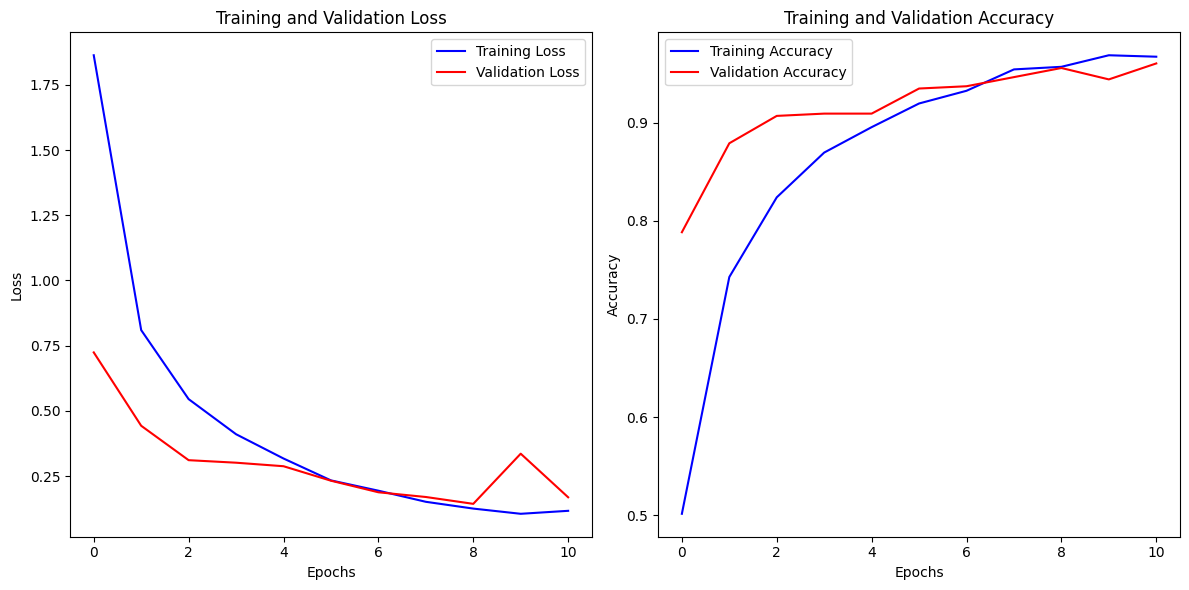 Training and Validation Loss
Training Loss
Validation Loss
1.75
1.50
1.25
1.00
0.75
0.50
0.25
Loss
0 2 4 6 8 10
Epochs
Training and Validation Accuracy
Training Accuracy
Validation Accuracy
0.9
0.8
0.7
0.6
0.5
Accuracy
0 2 4 6 8 10
Epochs